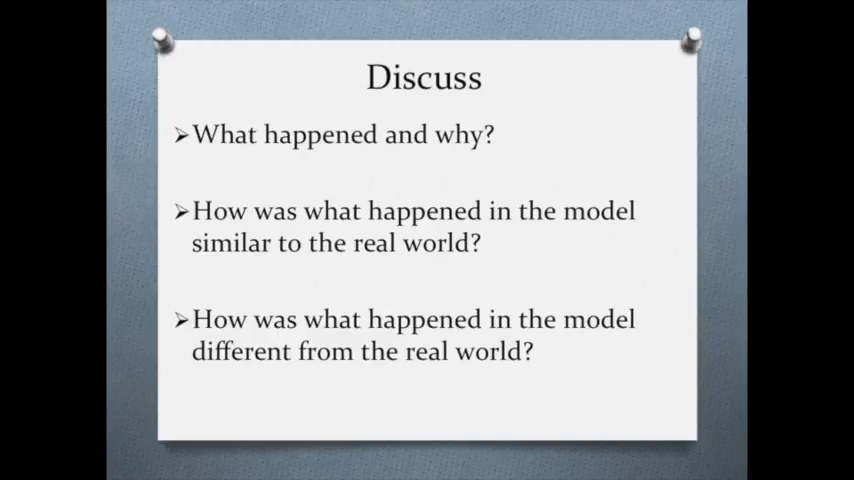 Discuss
➢What happened and why?
➢How was what happened in the model
similar to the real world?
➢How was what happened in the model
different from the real world?